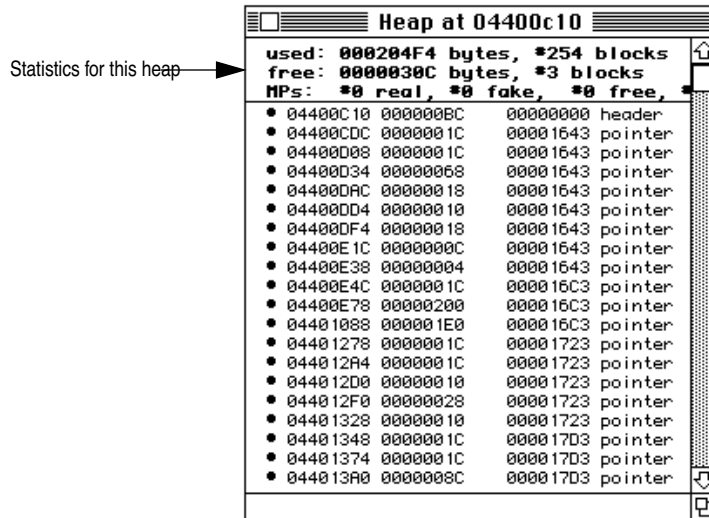 Heap at 04400c10
Statistics for this heap
used: 000204F4 bytes, #254 blocks
free: 0000030C bytes, #3 blocks
MPs: #0 real, #0 fake, #0 free, #
• 04400C10 000000BC 00000000 header
• 04400CDC 0000001C 00001643 pointer
• 04400D08 0000001C 00001643 pointer
• 04400D34 00000068 00001643 pointer
• 04400DAC 00000018 00001643 pointer
• 04400DD4 00000010 00001643 pointer
• 04400DF4 00000018 00001643 pointer
• 04400E1C 0000000C 00001643 pointer
• 04400E38 00000004 00001643 pointer
• 04400E4C 0000001C 000016C3 pointer
• 04400E78 00000200 000016C3 pointer
• 04401088 000001E0 000016C3 pointer
• 04401278 0000001C 00001723 pointer
• 044012A4 0000001C 00001723 pointer
• 044012D0 00000010 00001723 pointer
• 044012F0 00000028 00001723 pointer
• 04401328 00000010 00001723 pointer
• 04401348 0000001C 000017D3 pointer
• 04401374 0000001C 000017D3 pointer
• 044013A0 0000008C 000017D3 pointer